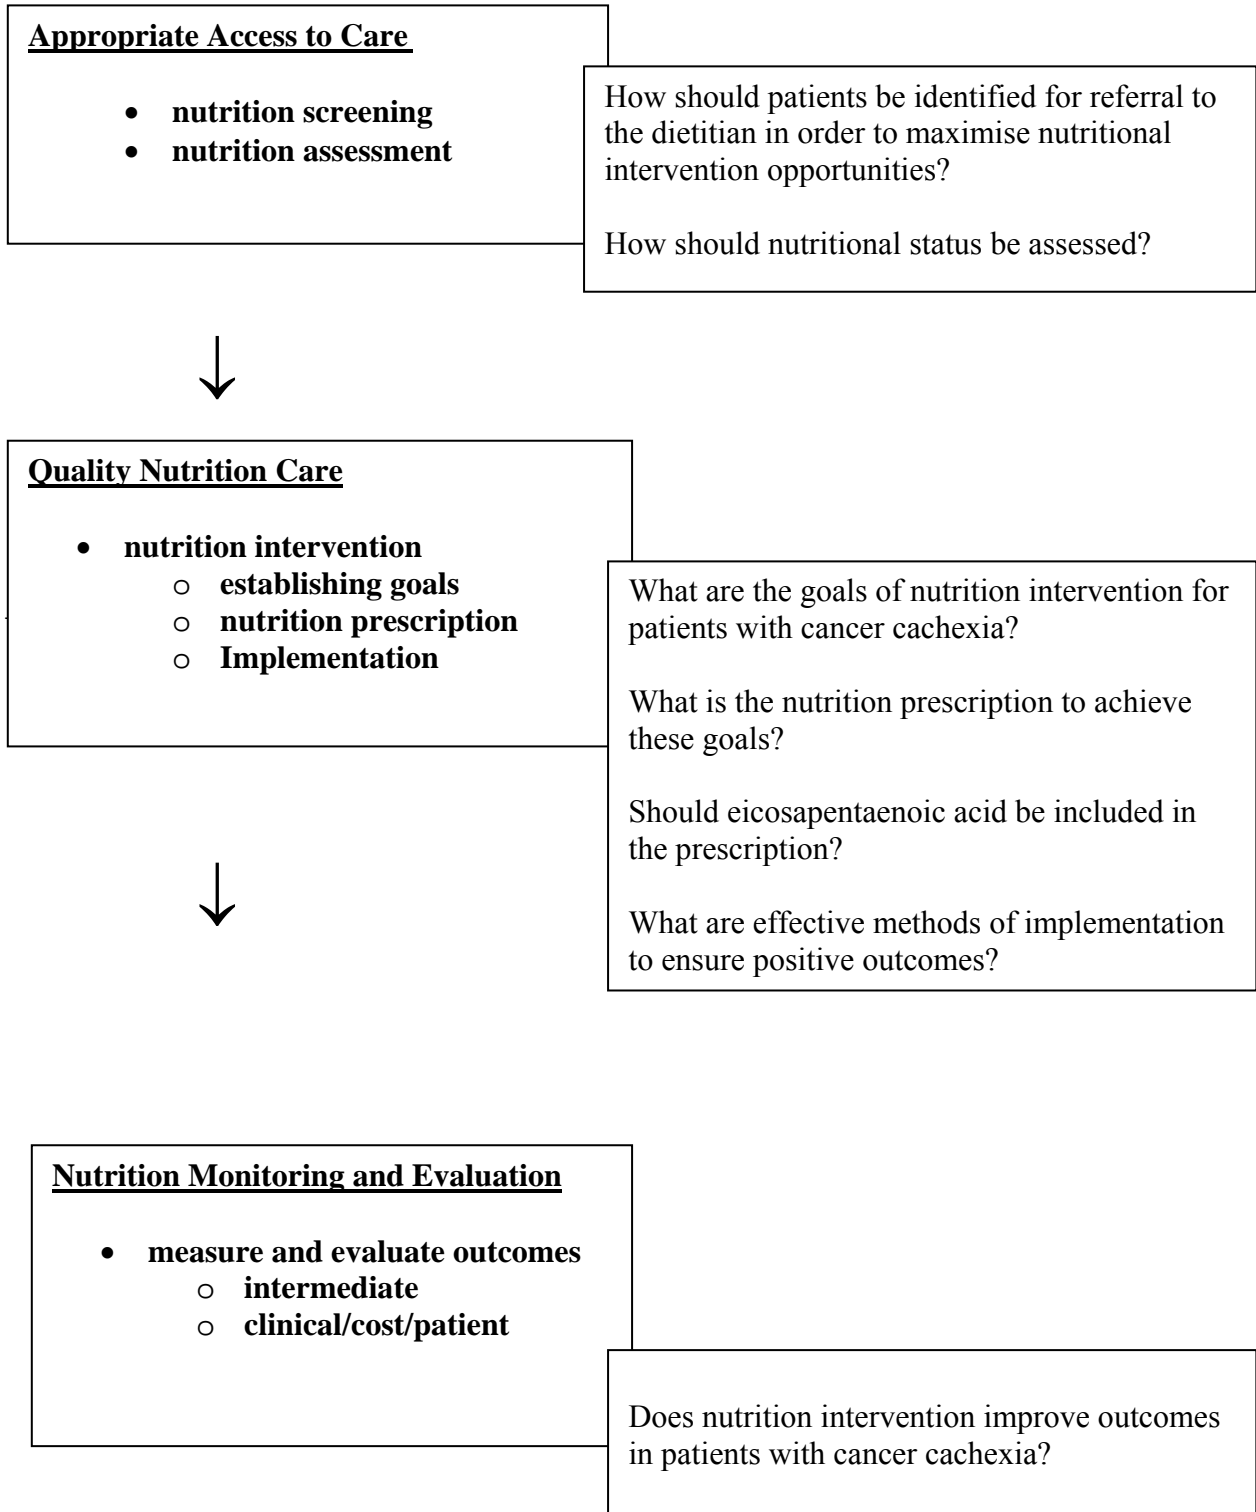 Appropriate Access to Care
• nutrition screening
• nutrition assessment
How should patients be identified for referral to
the dietitian in order to maximise nutritional
intervention opportunities?
How should nutritional status be assessed?
↓
Quality Nutrition Care
• nutrition intervention
o establishing goals
o nutrition prescription
o Implementation
What are the goals of nutrition intervention for
patients with cancer cachexia?
What is the nutrition prescription to achieve
these goals?
Should eicosapentaenoic acid be included in
the prescription?
What are effective methods of implementation
to ensure positive outcomes?
↓
Nutrition Monitoring and Evaluation
• measure and evaluate outcomes
o intermediate
o clinical/cost/patient
Does nutrition intervention improve outcomes
in patients with cancer cachexia?